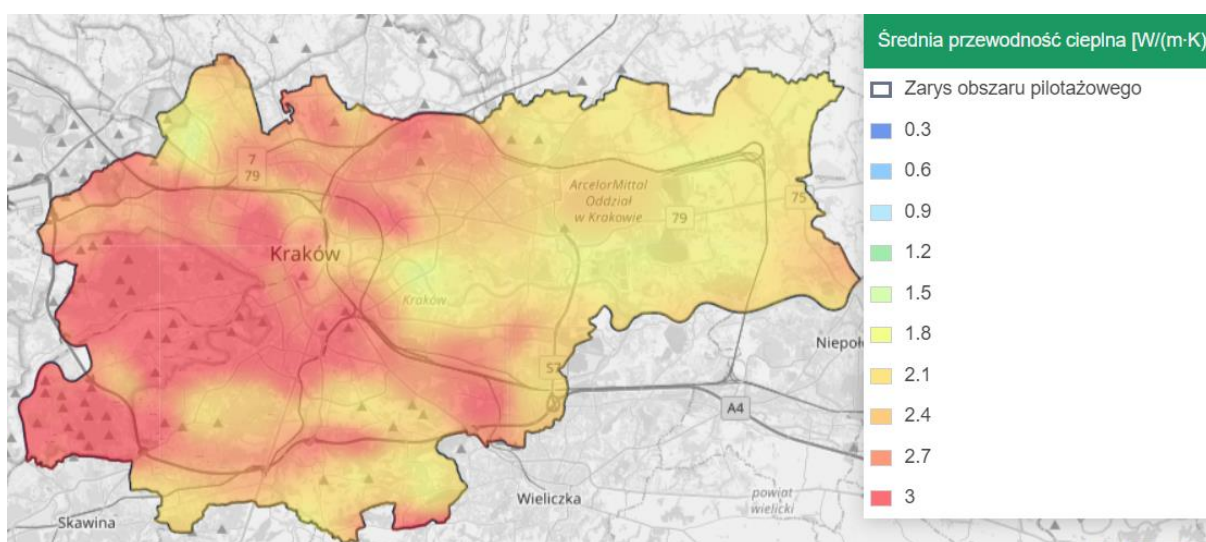 Średnia przewodność cieplna [W/(m·K)
Zarys obszaru pilotażowego
0.3
0.6
0.9
1.2
1.5
1.8
2.1
2.4
2.7
3
7
79
ArcelorMittal
Oddział
w Krakowie
75
79
Kraków
Kraków
Niepoł
A4
Wieliczka
powiat
wielicki
Skawina